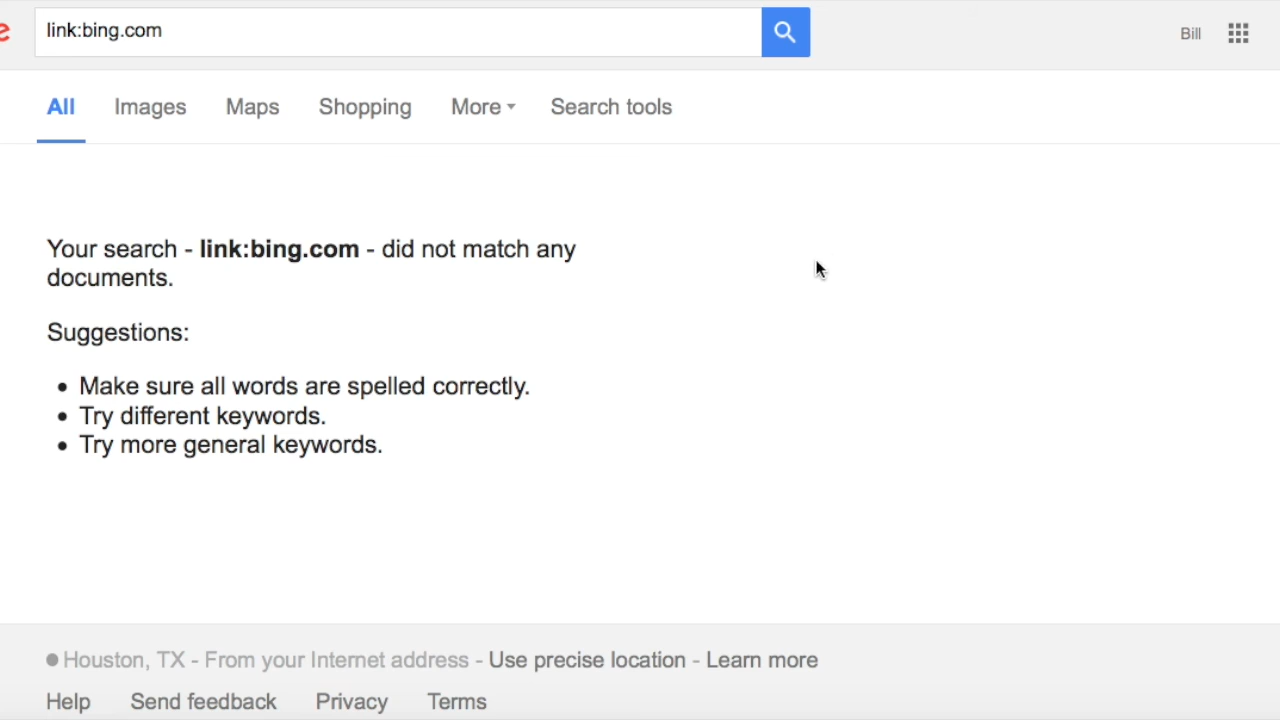 link:bing.com
Bill
All Images Maps Shopping More Search tools
Your search - link:bing.com - did not match any
documents.
Suggestions:
• Make sure all words are spelled correctly.
• Try different keywords.
• Try more general keywords.
Houston, TX - From your Internet address - Use precise location - Learn more
Help Send feedback Privacy Terms